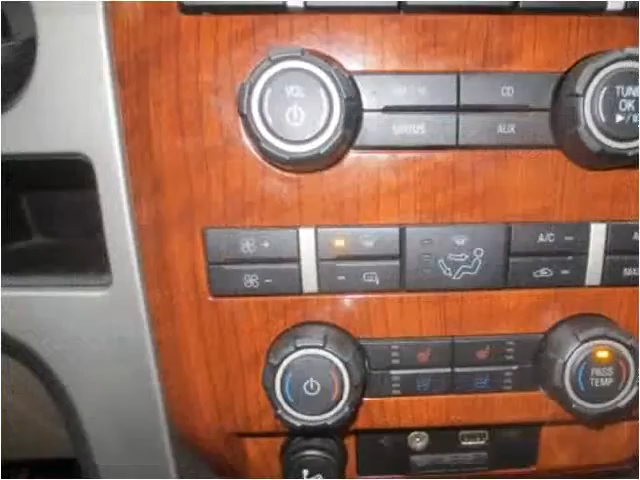 VOL
CD
TUNE
OK
SIRIUS
AUX
A/C
PASS
TEMP